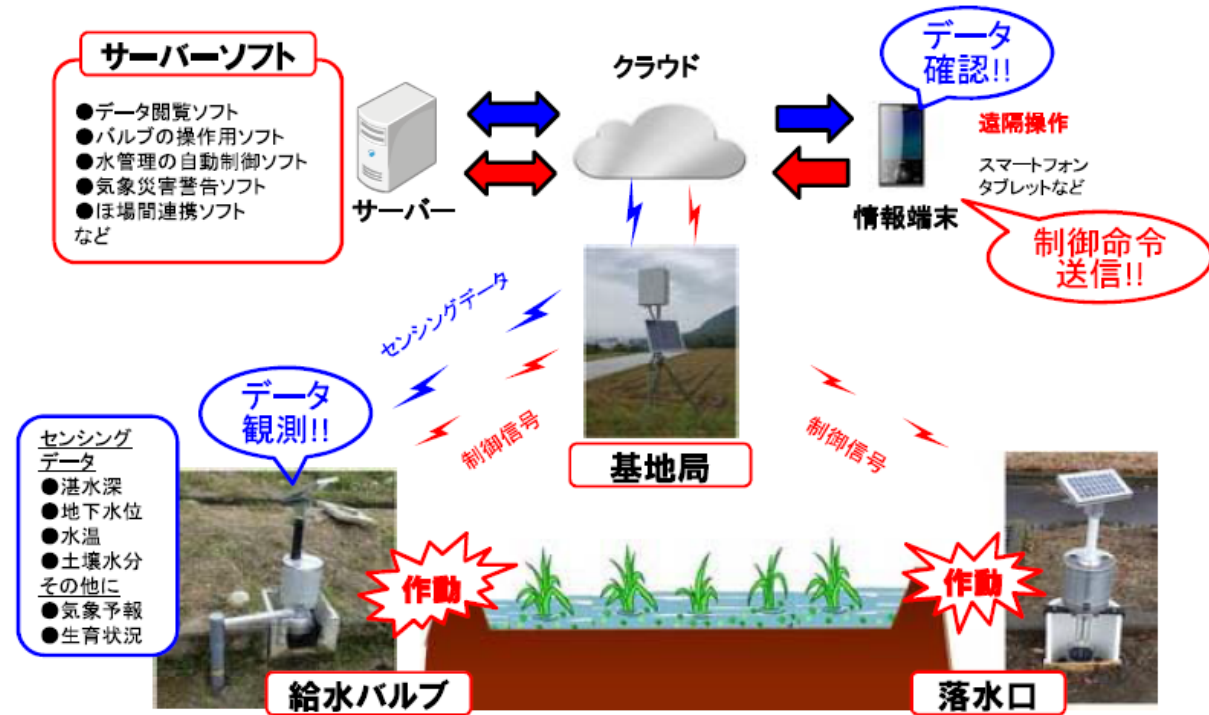 サーバーソフト
●データ閲覧ソフト
●バルブの操作用ソフト
●水管理の自動制御ソフト
●気象災害警告ソフト
●ほ場間連携ソフト
など
サーバー
クラウド
データ
確認!!
遠隔操作
スマートフォン
タブレットなど
情報端末
制御命令
送信!!
センシングデータ
制御信号
制御信号
基地局
データ
観測!!
センシング
データ
●湛水深
●地下水位
●水温
●土壌水分
その他に
●気象予報
●生育状況
作動
作動
給水バルブ
落水口